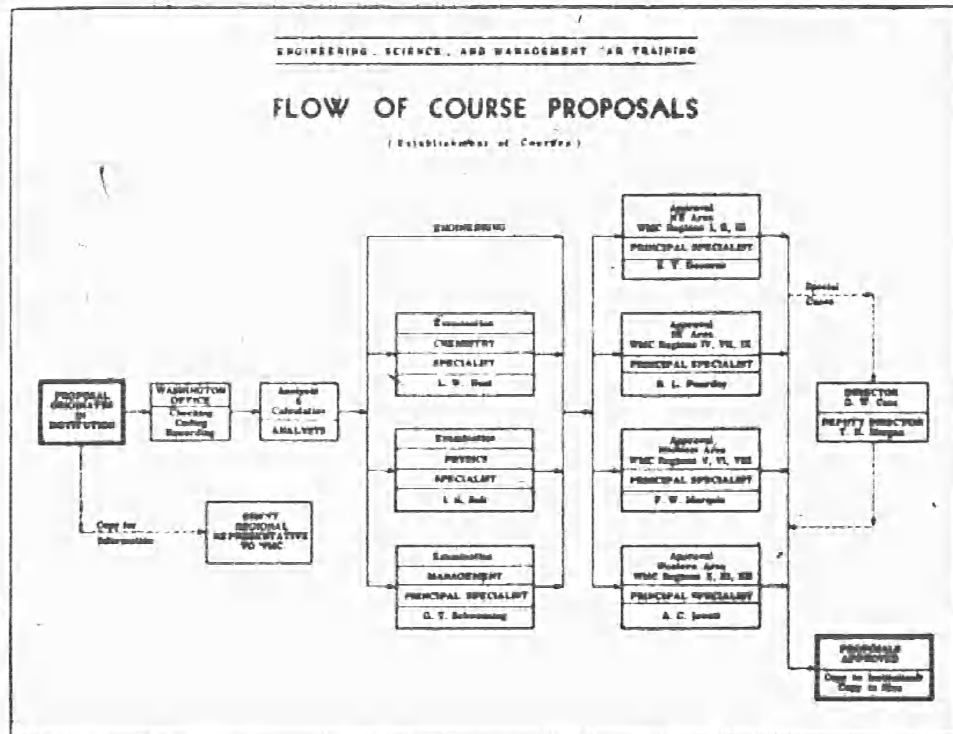 ENGINEERING, SCIENCE, AND MANAGEMENT WAR TRAINING
FLOW OF COURSE PROPOSALS
(Establishment of Courses)
PROPOSAL
ORIGINATES
IN
INSTITUTION
Copy for
Information
WASHINGTON
OFFICE
Checking
Coding
Recording
REGIONAL
REPRESENTATIVE
TO WMC
Analysis
&
Calculation
ANALYSTS
ENGINEERING
Examination
CHEMISTRY
SPECIALIST
L. W.
Examination
PHYSICS
SPECIALIST
Examination
MANAGEMENT
PRINCIPAL SPECIALIST
G. T.
Approval
NE Area
WMC Regions I, II, III
PRINCIPAL SPECIALIST
Approval
Area
WMC Regions IV, VII, IX
PRINCIPAL SPECIALIST
Approval
Area
WMC Regions V, VI, VIII
PRINCIPAL SPECIALIST
F. W.
Approval
Western Area
WMC Regions X, XI, XII
PRINCIPAL SPECIALIST
A. C. Jewett
Special
Cases
DIRECTOR
DEPUTY DIRECTOR
PROPOSALS
APPROVED
Copy to Institutions
Copy to files